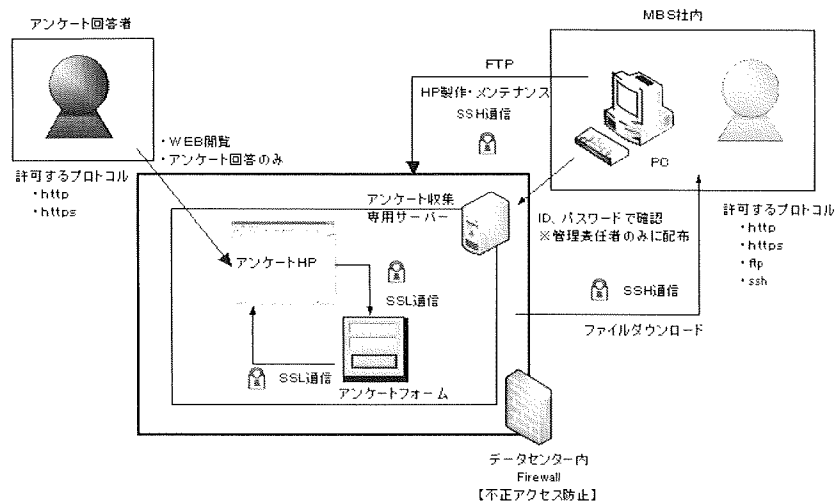 アンケート回答者
MBS社内
FTP
HP製作・メンテナンス
SSH通信
・WEB閲覧
・アンケート回答のみ
PC
許可するプロトコル
・http
・https
アンケート収集
専用サーバー
ID、パスワードで確認
※管理責任者のみに配布
許可するプロトコル
・http
・https
・ftp
・ssh
アンケートHP
SSL通信
SSH通信
ファイルダウンロード
SSL通信
アンケートフォーム
データセンター内
Firewall
【不正アクセス防止】